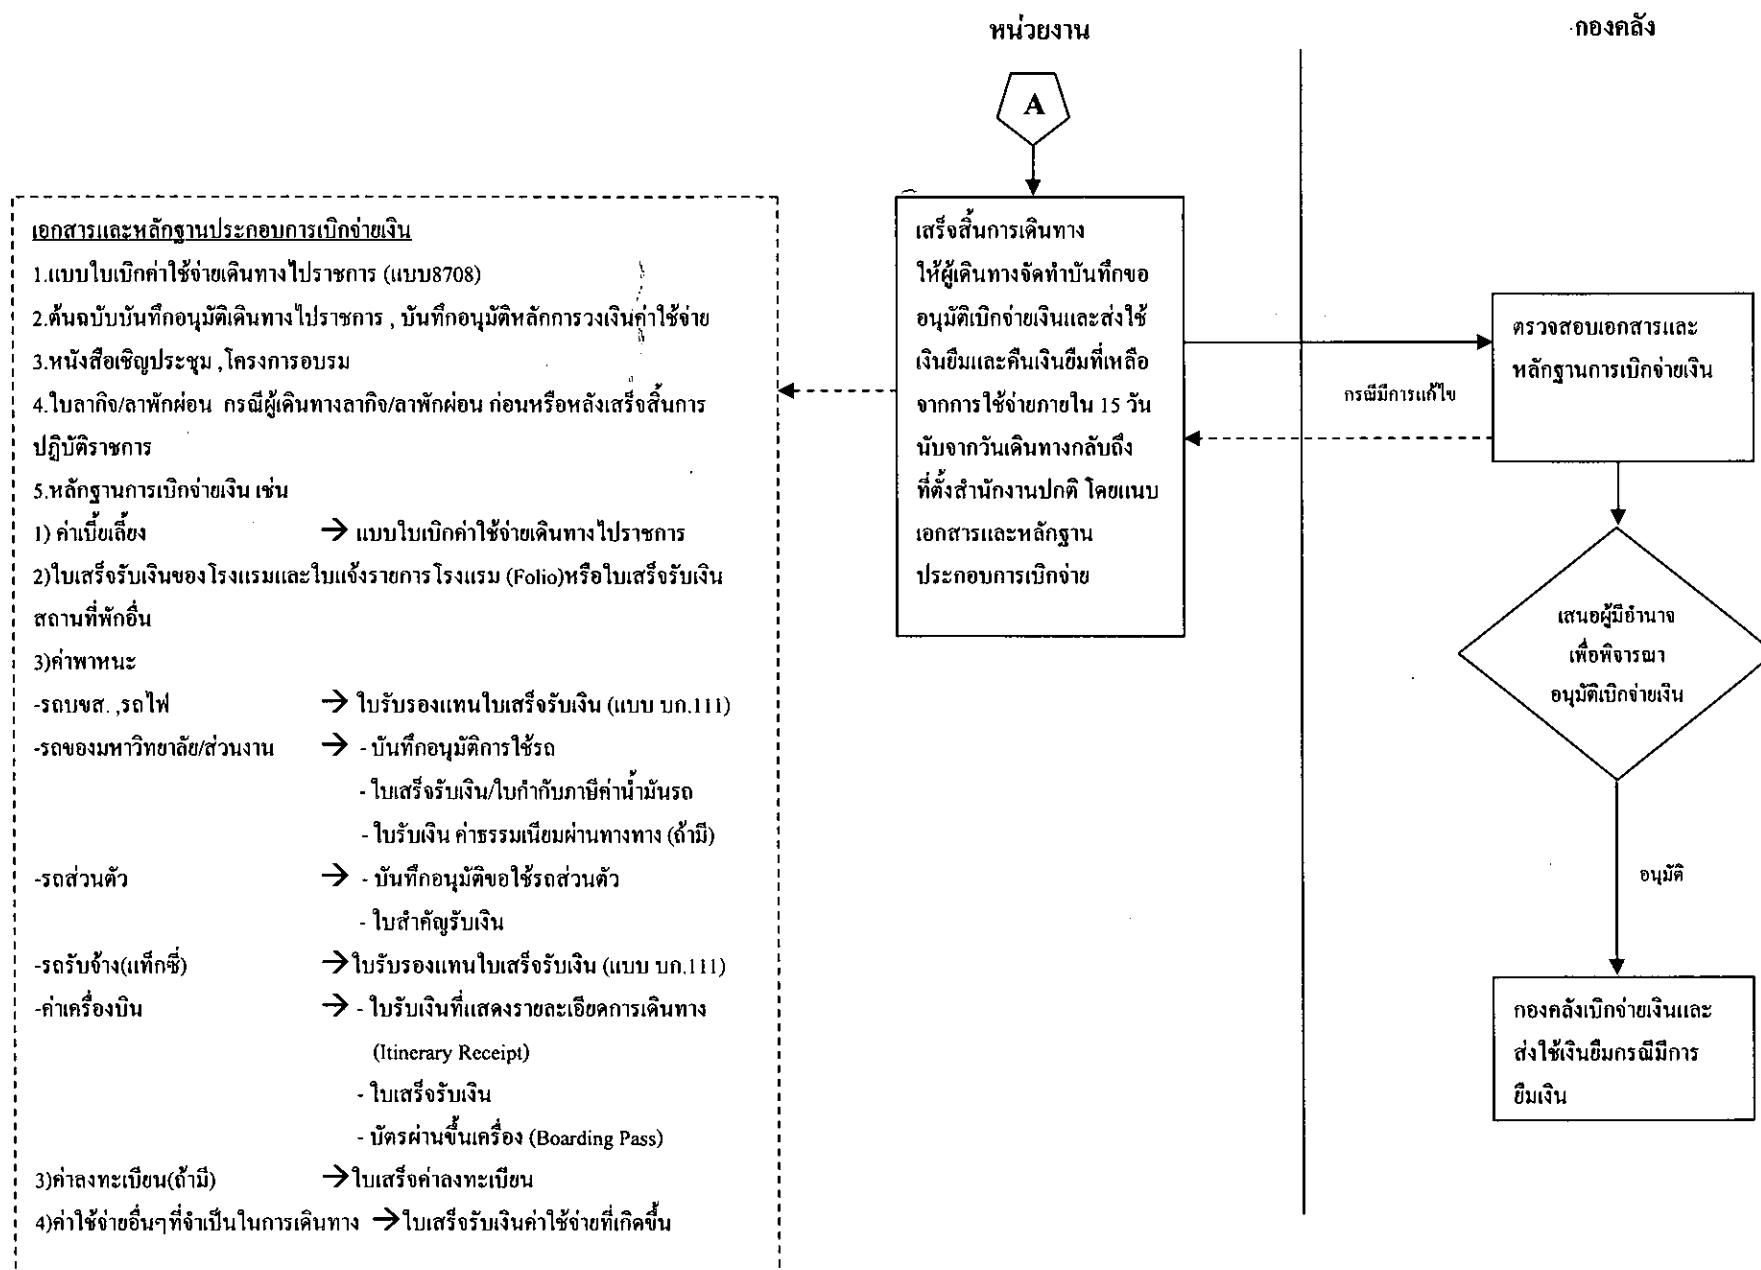 หน่วยงาน
กองคลัง
A
เอกสารและหลักฐานประกอบการเบิกจ่ายเงิน
1.แบบใบเบิกค่าใช้จ่ายเดินทางไปราชการ (แบบ8708)
2.ต้นฉบับบันทึกอนุมัติเดินทางไปราชการ , บันทึกอนุมัติหลักการวงเงินค่าใช้จ่าย
3.หนังสือเชิญประชุม ,โครงการอบรม
4.ใบลากิจ/ลาพักผ่อน กรณีผู้เดินทางลากิจ/ลาพักผ่อน ก่อนหรือหลังเสร็จสิ้นการ
ปฏิบัติราชการ
5.หลักฐานการเบิกจ่ายเงิน เช่น
1) ค่าเบี้ยเลี้ยง → แบบใบเบิกค่าใช้จ่ายเดินทางไปราชการ
2)ใบเสร็จรับเงินของโรงแรมและใบแจ้งรายการโรงแรม (Folio)หรือใบเสร็จรับเงิน
สถานที่พักอื่น
3)ค่าพาหนะ
-รถบขส. ,รถไฟ → ใบรับรองแทนใบเสร็จรับเงิน (แบบ บก.111)
-รถของมหาวิทยาลัย/ส่วนงาน → - บันทึกอนุมัติการใช้รถ
- ใบเสร็จรับเงิน/ใบกำกับภาษีค่าน้ำมันรถ
- ใบรับเงิน ค่าธรรมเนียมผ่านทางทาง (ถ้ามี)
-รถส่วนตัว → - บันทึกอนุมัติขอใช้รถส่วนตัว
- ใบสำคัญรับเงิน
-รถรับจ้าง(แท็กซี่) →ใบรับรองแทนใบเสร็จรับเงิน (แบบ บก.111)
-ค่าเครื่องบิน → - ใบรับเงินที่แสดงรายละเอียดการเดินทาง
(Itinerary Receipt)
- ใบเสร็จรับเงิน
- บัตรผ่านขึ้นเครื่อง (Boarding Pass)
3)ค่าลงทะเบียน(ถ้ามี) →ใบเสร็จค่าลงทะเบียน
4)ค่าใช้จ่ายอื่นๆที่จำเป็นในการเดินทาง →ใบเสร็จรับเงินค่าใช้จ่ายที่เกิดขึ้น
เสร็จสิ้นการเดินทาง
ให้ผู้เดินทางจัดทำบันทึกขอ
อนุมัติเบิกจ่ายเงินและส่งใช้
เงินยืมและคืนเงินยืมที่เหลือ
จากการใช้จ่ายภายใน 15 วัน
นับจากวันเดินทางกลับถึง
ที่ตั้งสำนักงานปกติ โดยแนบ
เอกสารและหลักฐาน
ประกอบการเบิกจ่าย
กรณีมีการแก้ไข
ตรวจสอบเอกสารและ
หลักฐานการเบิกจ่ายเงิน
เสนอผู้มีอำนาจ
เพื่อพิจารณา
อนุมัติเบิกจ่ายเงิน
อนุมัติ
กองคลังเบิกจ่ายเงินและ
ส่งใช้เงินยืมกรณีมีการ
ยืมเงิน